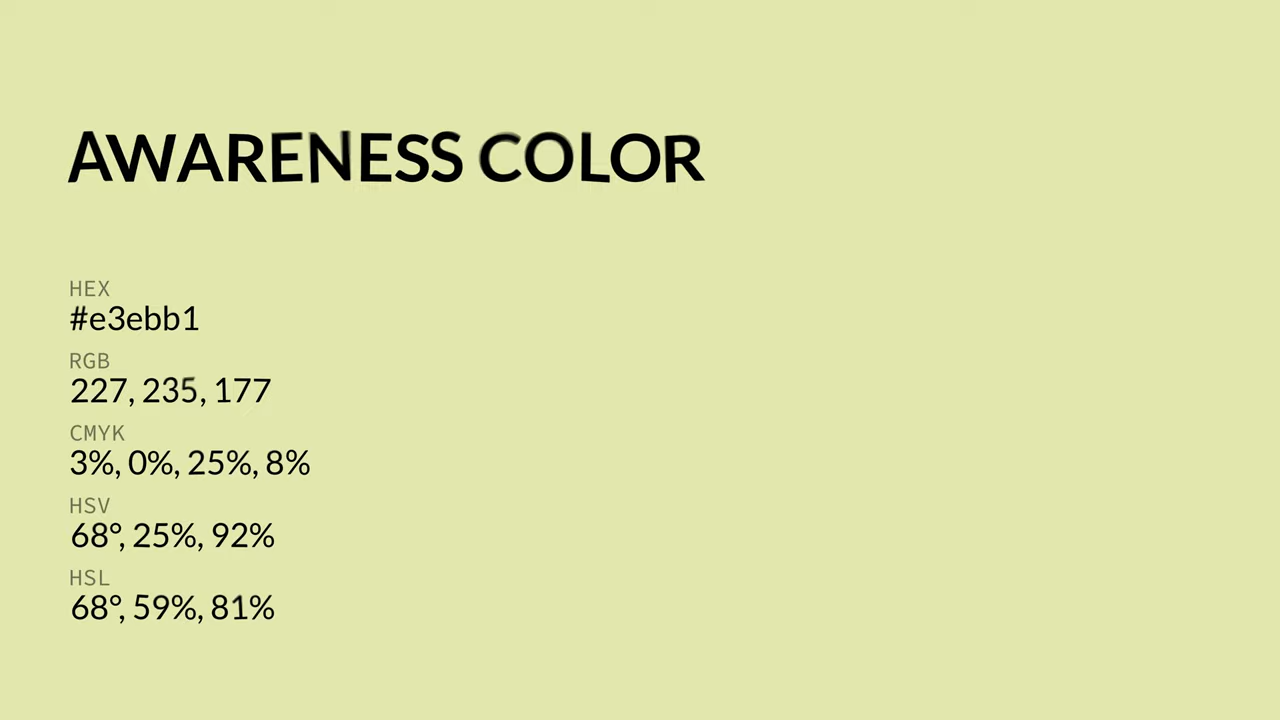 AWARENESS COLOR
HEX
#e3ebb1
RGB
227, 235, 177
CMYK
3%, 0%, 25%, 8%
HSV
68°, 25%, 92%
HSL
68°, 59%, 81%